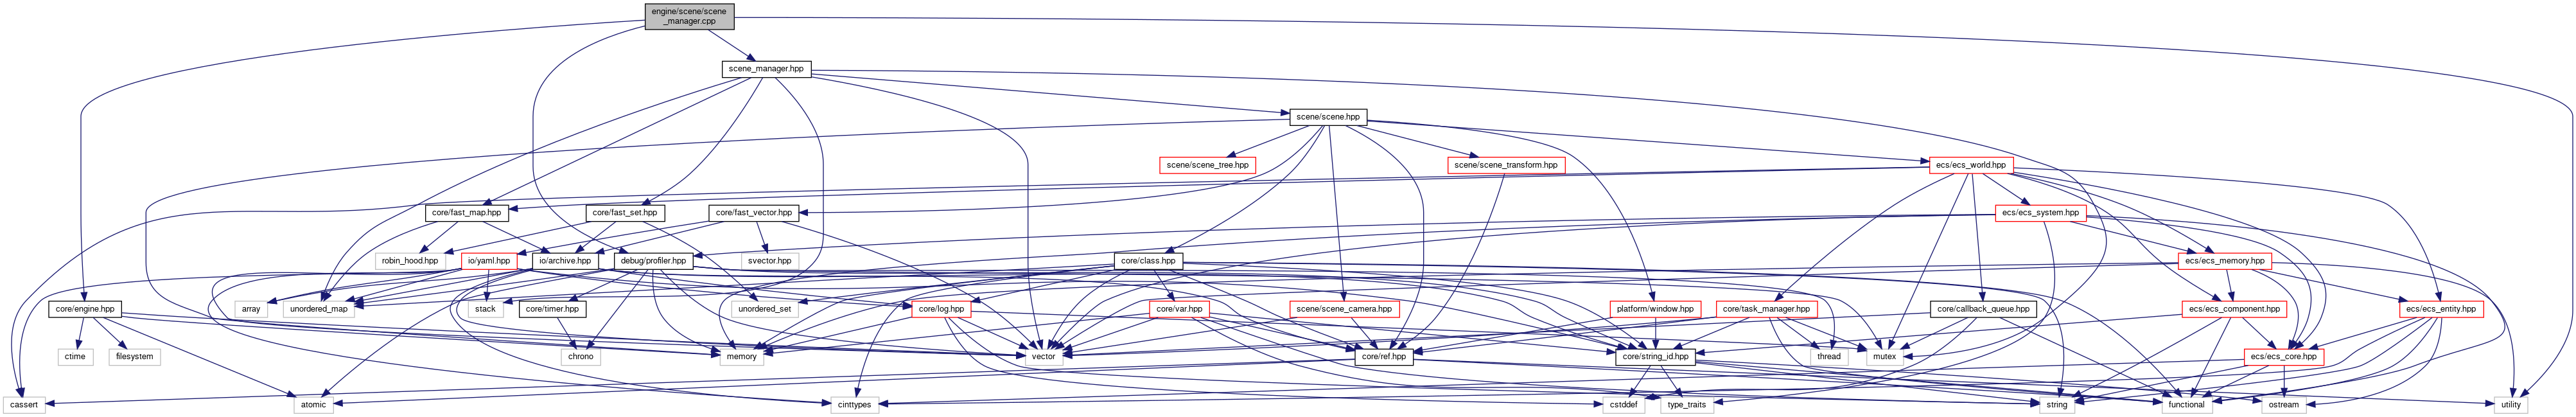 engine/scene/scene
_manager.cpp
scene_manager.hpp
scene/scene.hpp
scene/scene_tree.hpp
scene/scene_transform.hpp
ecs/ecs_world.hpp
core/fast_map.hpp
core/fast_set.hpp
core/fast_vector.hpp
ecs/ecs_system.hpp
robin_hood.hpp
io/yaml.hpp
io/archive.hpp
debug/profiler.hpp
svector.hpp
core/class.hpp
ecs/ecs_memory.hpp
core/engine.hpp
array
unordered_map
stack
core/timer.hpp
unordered_set
core/log.hpp
core/var.hpp
scene/scene_camera.hpp
platform/window.hpp
core/task_manager.hpp
core/callback_queue.hpp
ecs/ecs_component.hpp
ecs/ecs_entity.hpp
ctime
filesystem
chrono
memory
vector
core/ref.hpp
core/string_id.hpp
thread
mutex
ecs/ecs_core.hpp
cassert
atomic
cinttypes
cstddef
type_traits
string
functional
ostream
utility